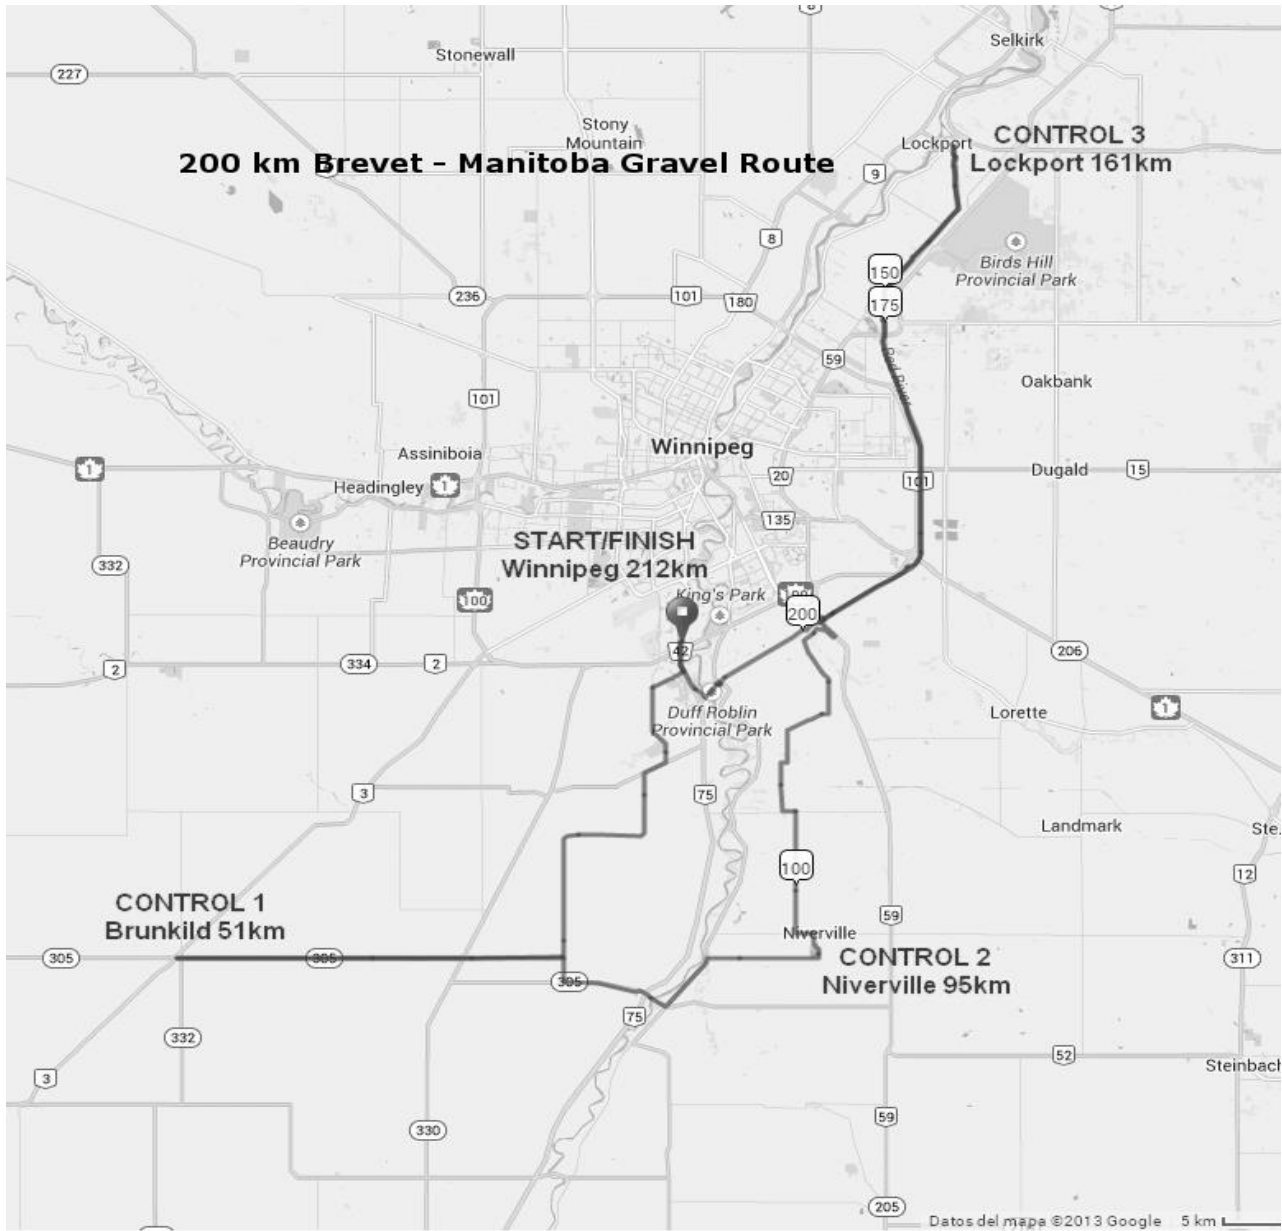 8
Selkirk
Stonewall
227
Stony
Mountain
Lockport
CONTROL 3
Lockport 161km
200 km Brevet – Manitoba Gravel Route
9
8
Birds Hill
Provincial Park
150
175
236
101
180
59
Red River
Oakbank
101
Winnipeg
Assiniboia
1
Headingley
1
20
Dugald
15
101
135
START/FINISH
Winnipeg 212km
Beaudry
Provincial Park
332
100
King's Park
200
42
2
334
2
206
Duff Roblin
Provincial Park
Lorette
1
3
75
Landmark
Ste.
100
12
CONTROL 1
Brunkild 51km
59
Niverville
305
305
CONTROL 2
Niverville 95km
311
305
75
332
52
Steinbach
3
59
330
205
Datos del mapa ©2013 Google
5 km